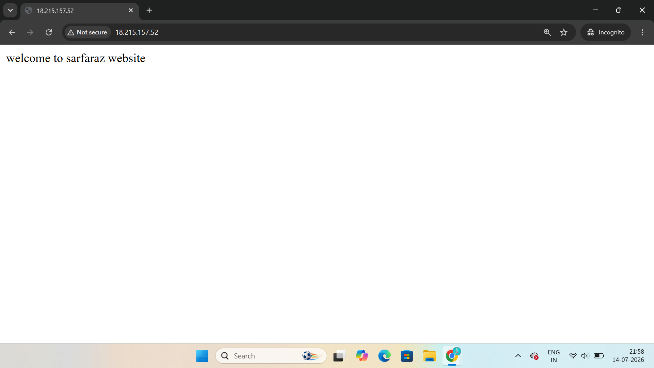 18.215.157.52
Not secure
18.215.157.52
Incognito
welcome to sarfaraz website
Search
ENG
IN
21:58
14-07-2026